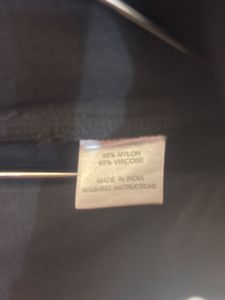 55% NYLON
45% VISCOSE
MADE IN INDIA
WASHING INSTRUCTIONS